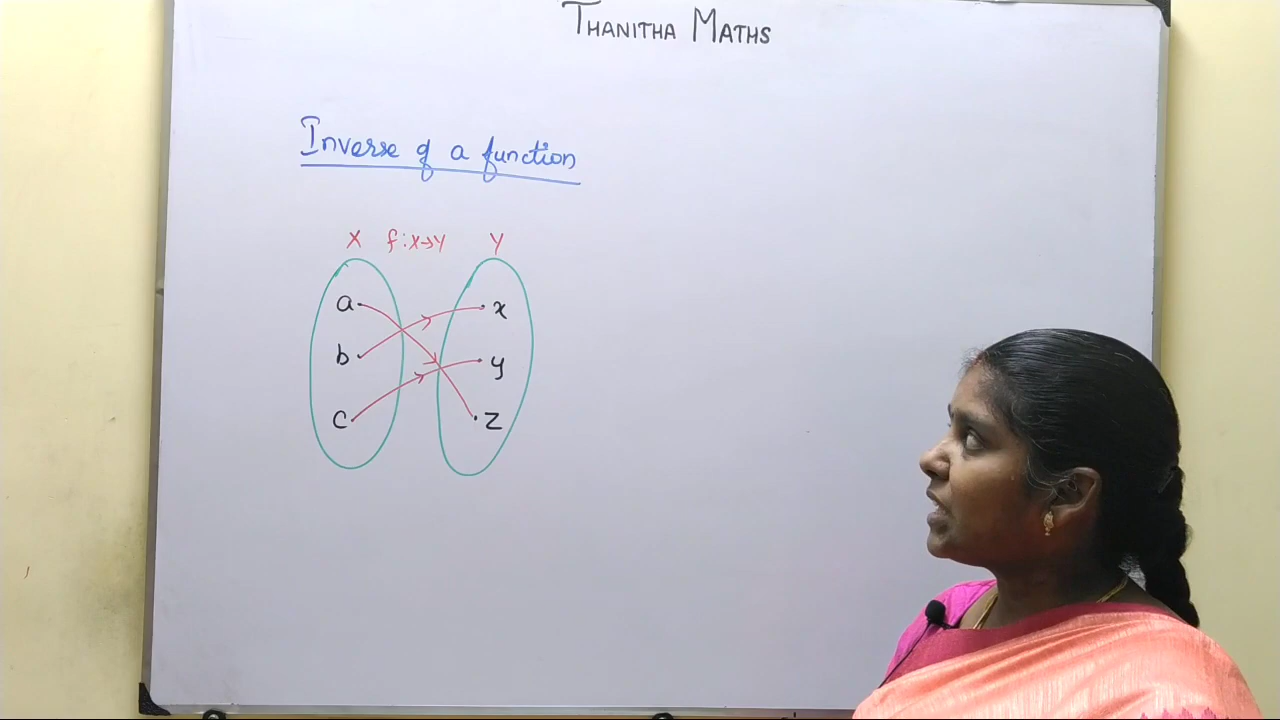 THANITHA MATHS
Inverse of a function
X f:X→Y Y
a x
b y
c z